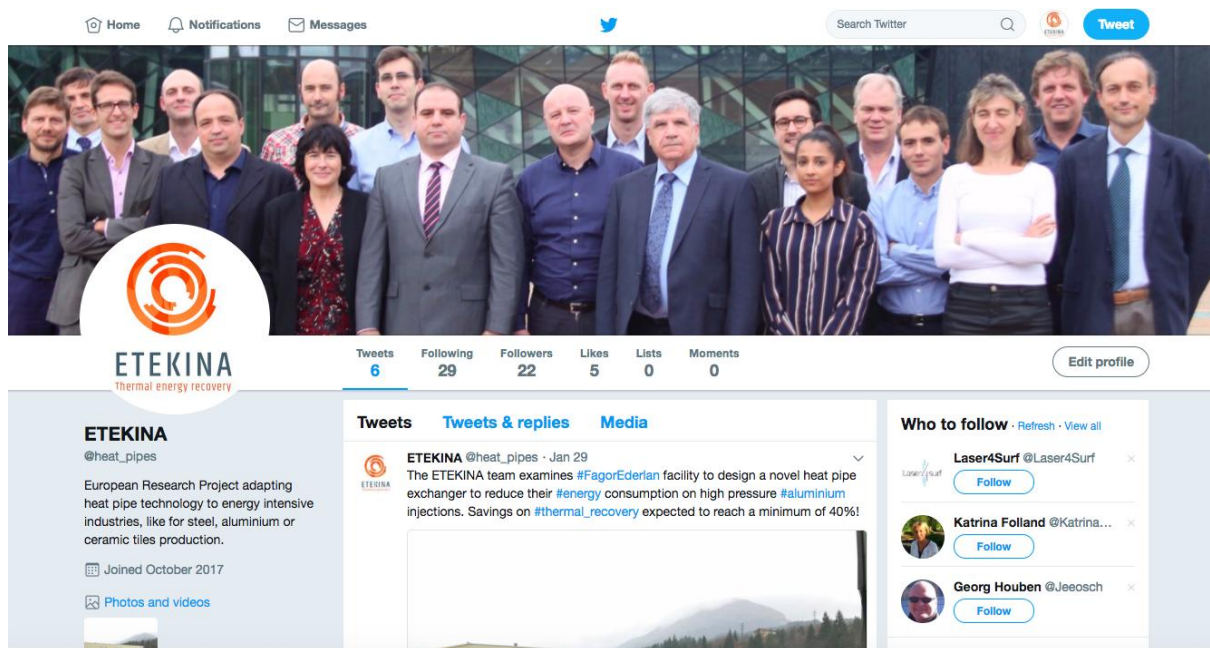 Home Notifications Messages Search Twitter ETEKINA Tweet
ETEKINA
Thermal energy recovery
Tweets Following Followers Likes Lists Moments
6 29 22 5 0 0
Edit profile
ETEKINA
@heat_pipes
European Research Project adapting
heat pipe technology to energy intensive
industries, like for steel, aluminium or
ceramic tiles production.
Joined October 2017
Photos and videos
Tweets Tweets & replies Media
ETEKINA
ETEKINA @heat_pipes · Jan 29
The ETEKINA team examines #FagorEderlan facility to design a novel heat pipe
exchanger to reduce their #energy consumption on high pressure #aluminium
injections. Savings on #thermal_recovery expected to reach a minimum of 40%!
Who to follow · Refresh · View all
Laser4Surf
Laser4Surf @Laser4Surf
Follow
Katrina Folland @Katrina...
Follow
Georg Houben @Jeeosch
Follow